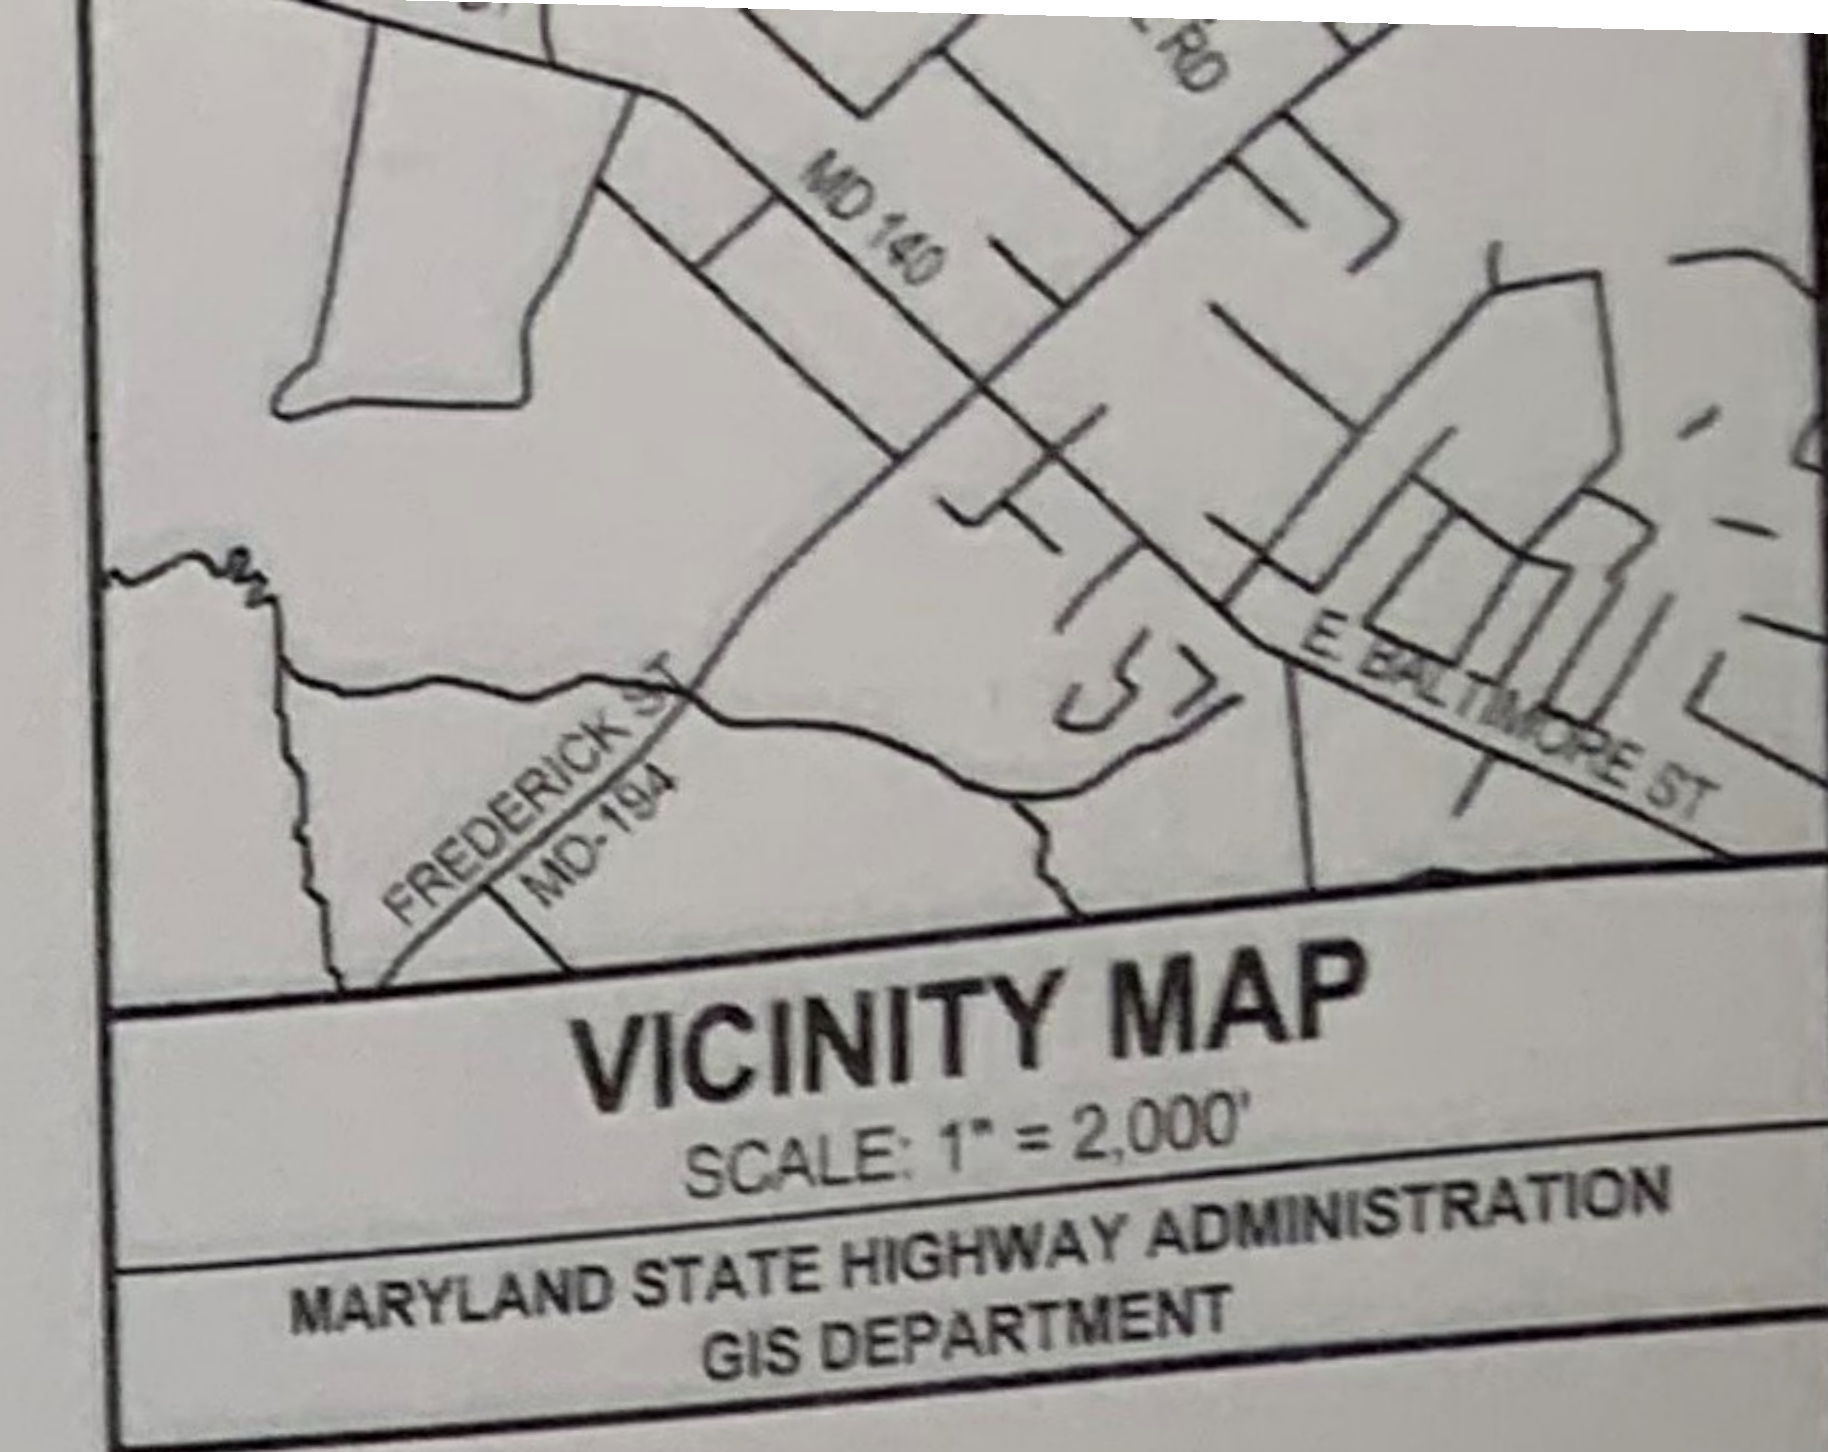 RD
MD 140
E. BALTIMORE ST
FREDERICK ST
MD-194
VICINITY MAP
SCALE: 1" = 2,000'
MARYLAND STATE HIGHWAY ADMINISTRATION
GIS DEPARTMENT